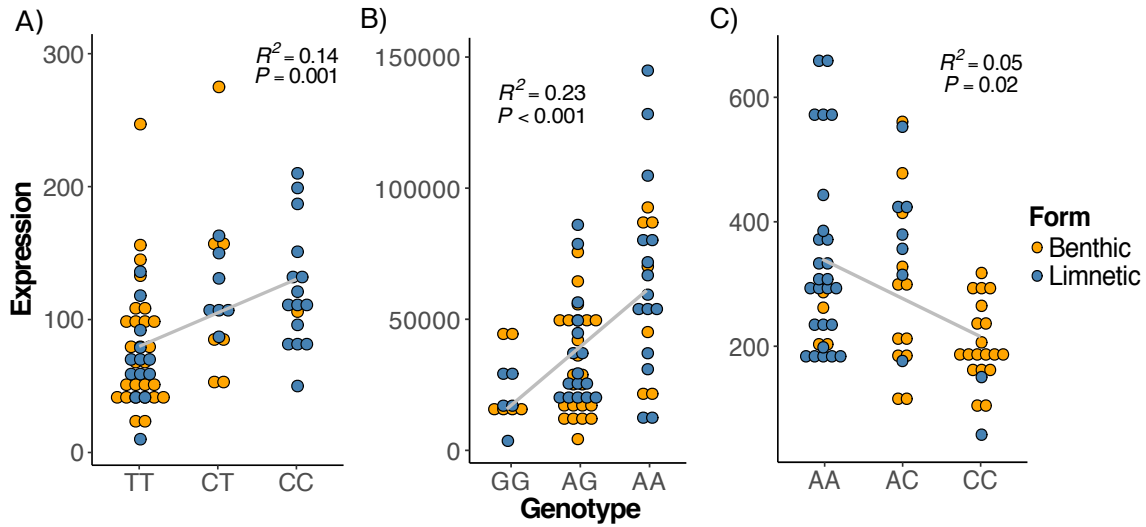 A)
R² = 0.14
P = 0.001
300
200
100
0
TT CT CC
Expression
B)
R² = 0.23
P < 0.001
150000
100000
50000
0
GG AG AA
Genotype
C)
R² = 0.05
P = 0.02
600
400
200
AA AC CC
Form
Benthic
Limnetic